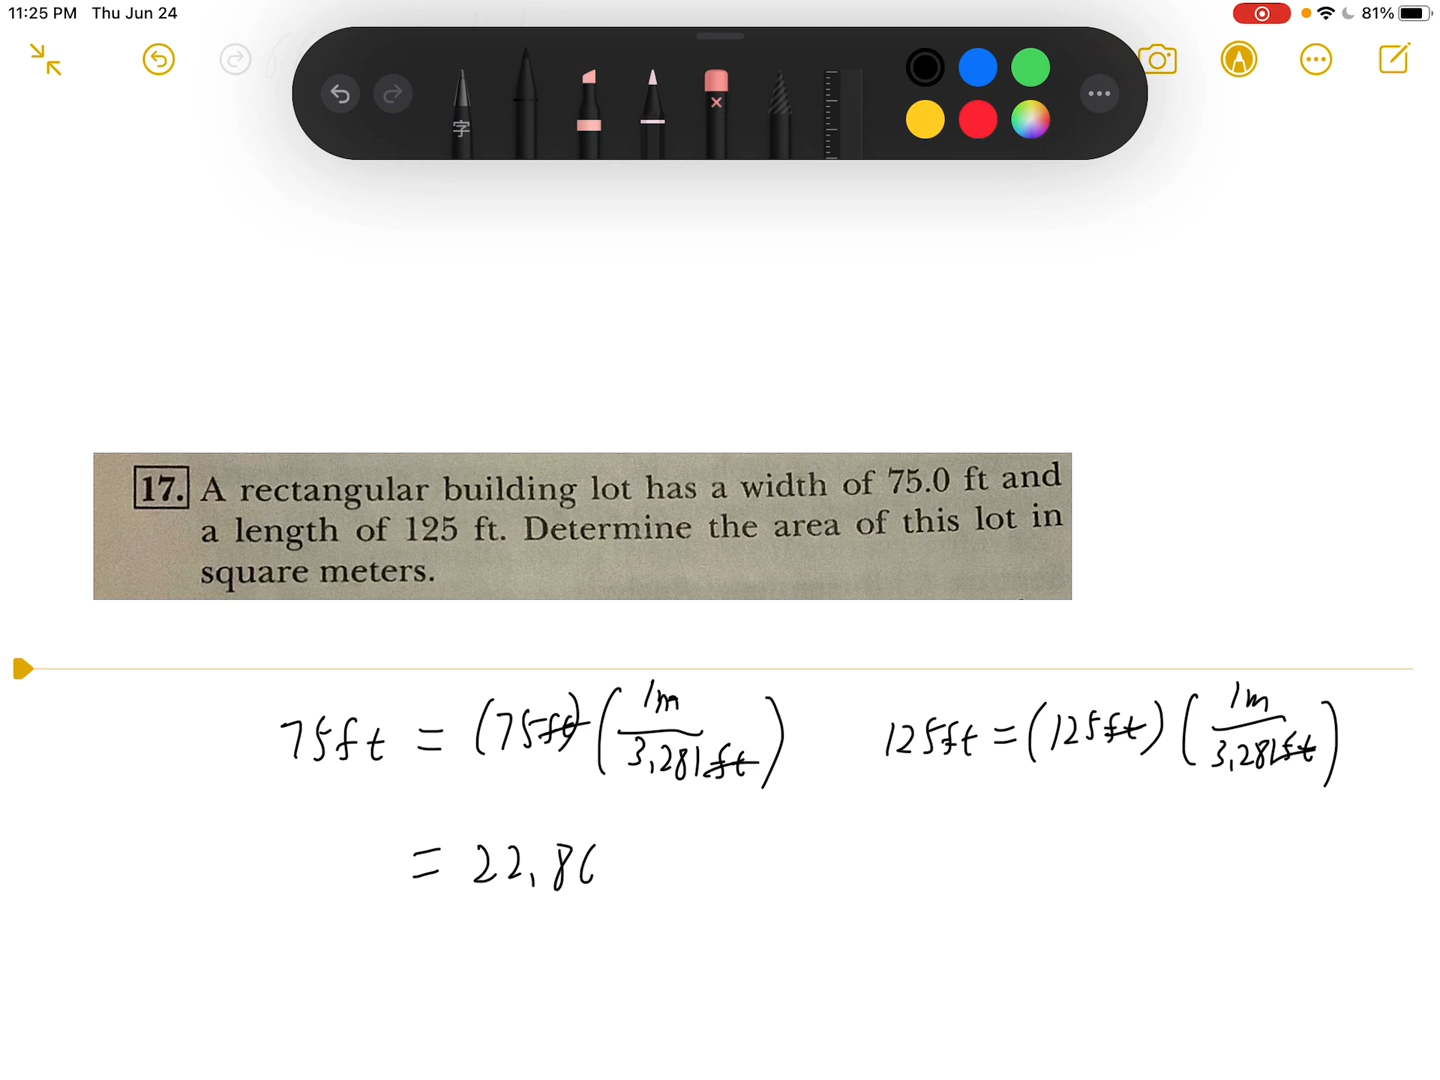 11:25 PM Thu Jun 24
81%
字
17. A rectangular building lot has a width of 75.0 ft and
a length of 125 ft. Determine the area of this lot in
square meters.
75ft = (75ft) (1m/3.281ft) 125ft = (125ft) (1m/3.281ft)
= 22.86